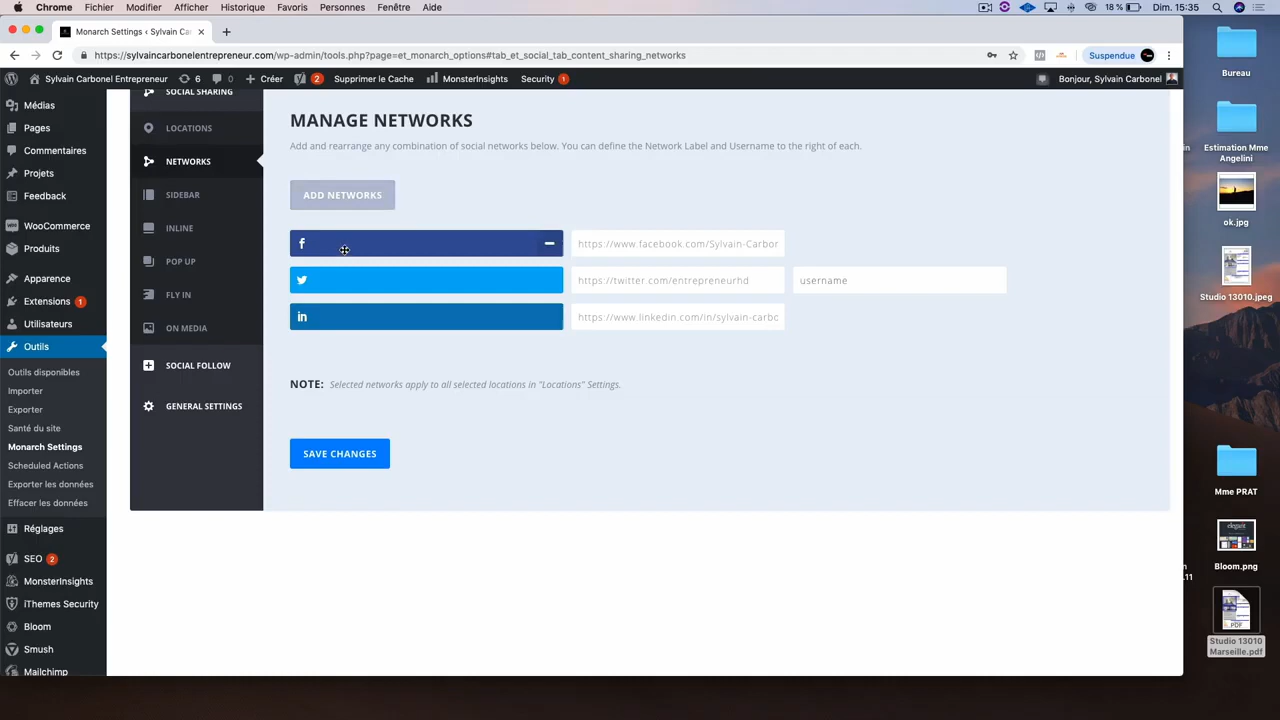 Chrome Fichier Modifier Afficher Historique Favoris Personnes Fenêtre Aide
18 % Dim. 15:35
Monarch Settings ‹ Sylvain Car
https://sylvaincarbonelentrepreneur.com/wp-admin/tools.php?page=et_monarch_options#tab_et_social_tab_content_sharing_networks
Suspendue
Sylvain Carbonel Entrepreneur 6 0 Créer 2 Supprimer le Cache MonsterInsights Security 1
Bonjour, Sylvain Carbonel
Médias
Pages
Commentaires
Projets
Feedback
WooCommerce
Produits
Apparence
Extensions 1
Utilisateurs
Outils
Outils disponibles
Importer
Exporter
Santé du site
Monarch Settings
Scheduled Actions
Exporter les données
Effacer les données
Réglages
SEO 2
MonsterInsights
iThemes Security
Bloom
Smush
Mailchimp
SOCIAL SHARING
LOCATIONS
NETWORKS
SIDEBAR
INLINE
POP UP
FLY IN
ON MEDIA
SOCIAL FOLLOW
GENERAL SETTINGS
MANAGE NETWORKS
Add and rearrange any combination of social networks below. You can define the Network Label and Username to the right of each.
ADD NETWORKS
https://www.facebook.com/Sylvain-Carbor
https://twitter.com/entrepreneurhd username
https://www.linkedin.com/in/sylvain-carbc
NOTE: Selected networks apply to all selected locations in "Locations" Settings.
SAVE CHANGES
Bureau
Estimation Mme
Angelini
ok.jpg
Studio 13010.jpeg
Mme PRAT
Bloom.png
PDF
Studio 13010
Marseille.pdf
in
n
.11